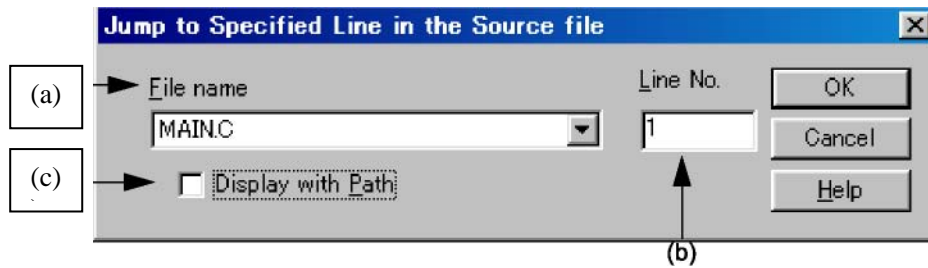 Jump to Specified Line in the Source file
(a)
File name
Line No.
OK
MAIN.C
1
Cancel
(c)
Display with Path
Help
(b)